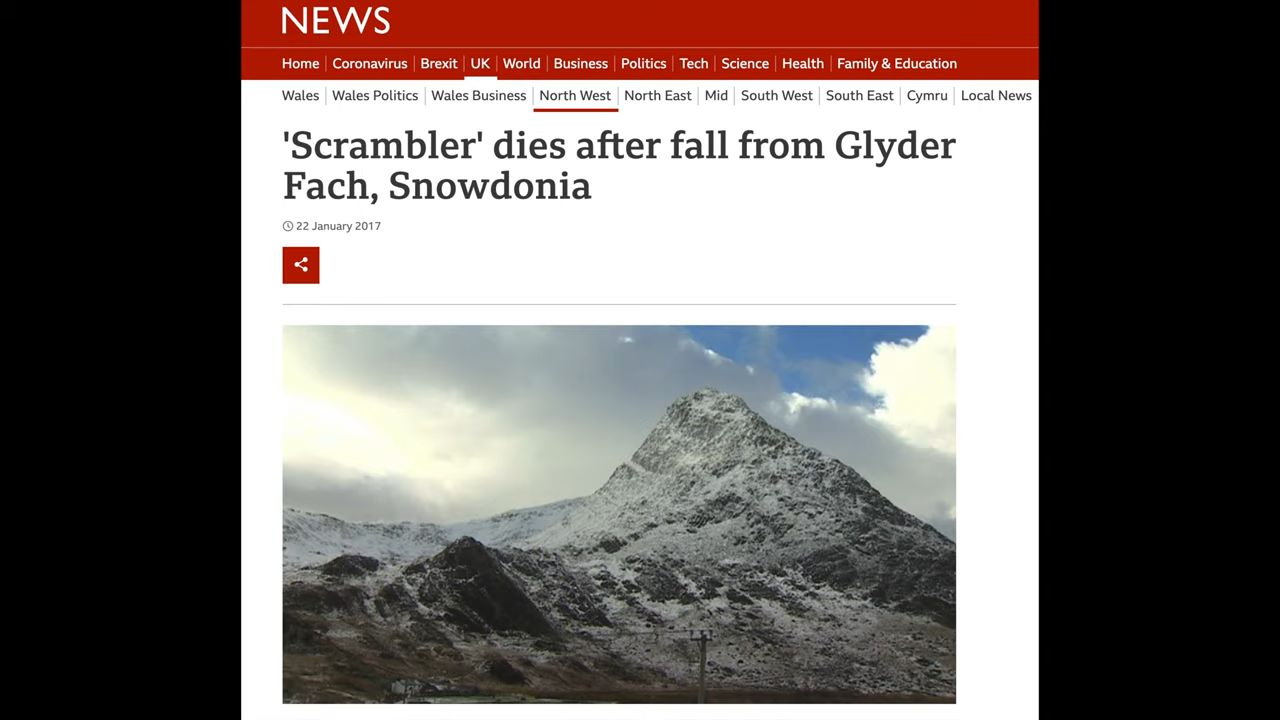 NEWS
Home Coronavirus Brexit UK World Business Politics Tech Science Health Family & Education
Wales Wales Politics Wales Business North West North East Mid South West South East Cymru Local News
'Scrambler' dies after fall from Glyder
Fach, Snowdonia
22 January 2017